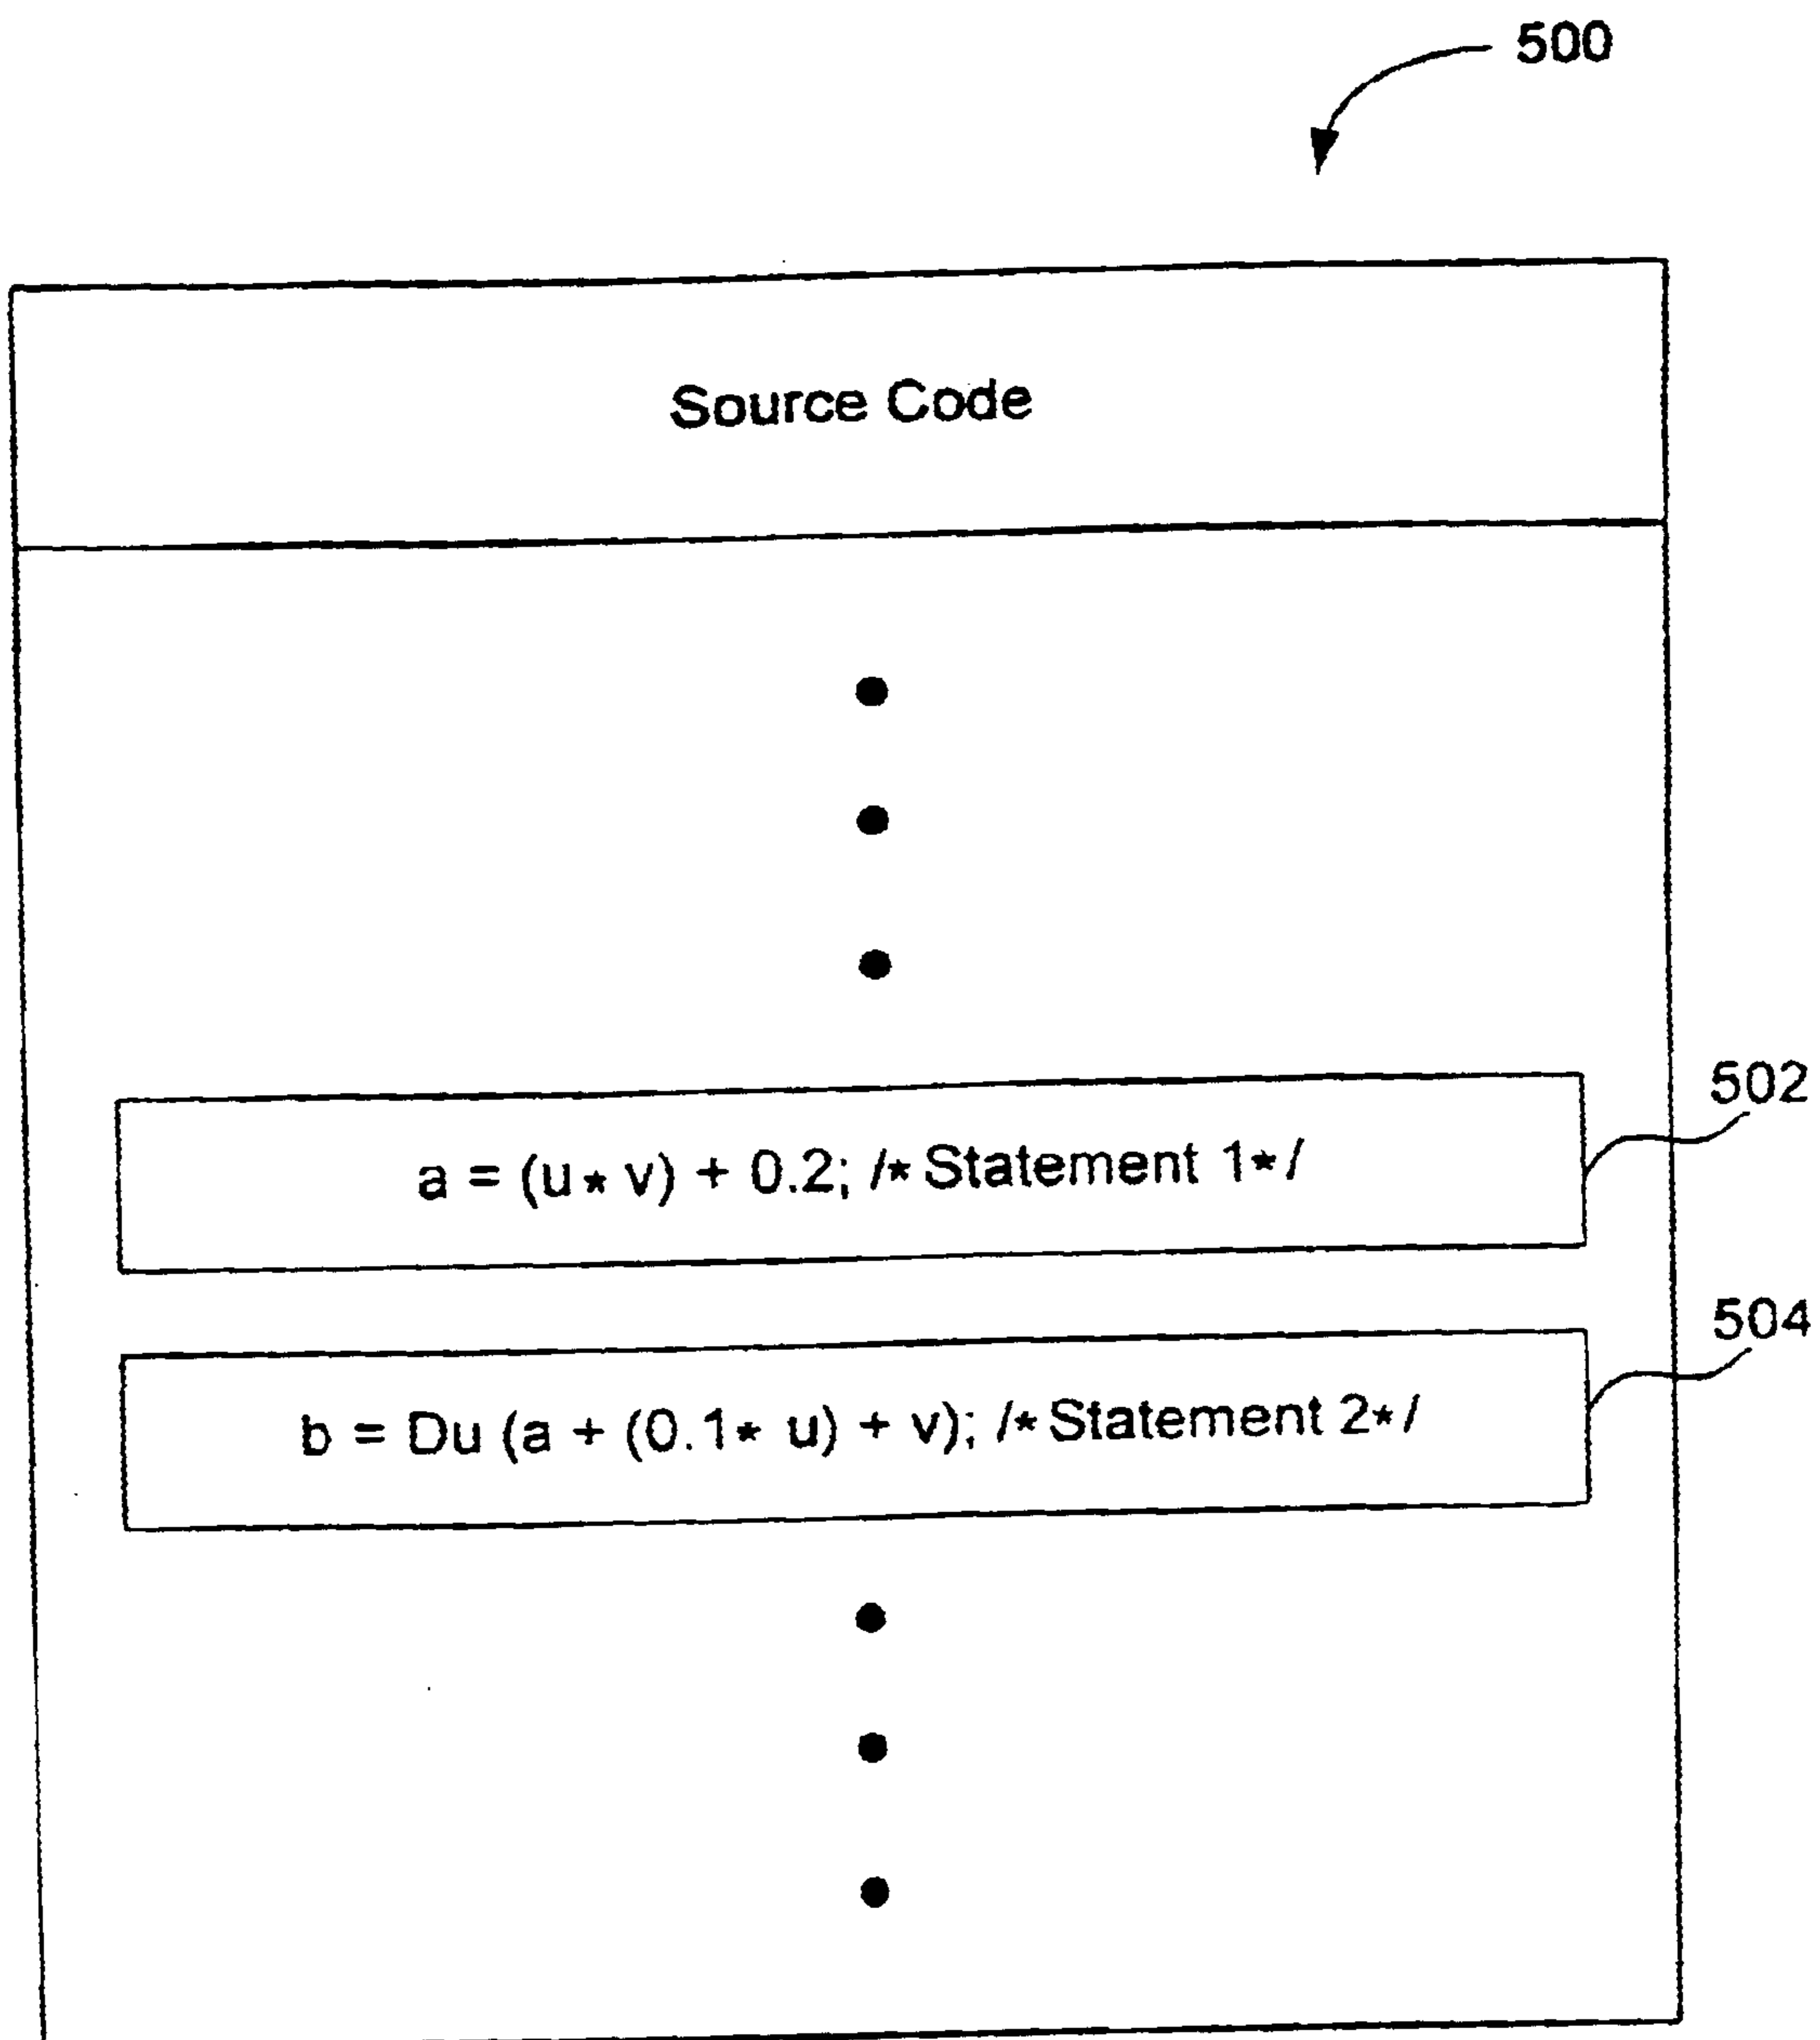 500
Source Code
502
a = (u * v) + 0.2; /* Statement 1*/
504
b = Du (a + (0.1* u) + v); /* Statement 2*/